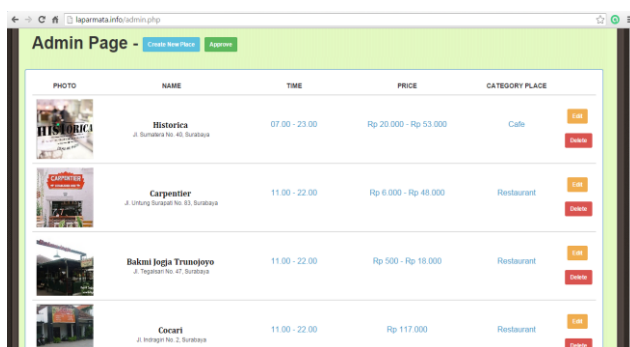 laparmata.info/admin.php
Admin Page - Create New Place Approve
PHOTO NAME TIME PRICE CATEGORY PLACE
HISTORICA
Historica
Jl. Sumatera No. 40, Surabaya
07.00 - 23.00
Rp 20.000 - Rp 53.000
Cafe
Edit
Delete
CARPENTIER
Carpentier
Jl. Untung Surapati No. 83, Surabaya
11.00 - 22.00
Rp 6.000 - Rp 48.000
Restaurant
Edit
Delete
Bakmi Jogja Trunojoyo
Jl. Tegalsari No. 47, Surabaya
11.00 - 22.00
Rp 500 - Rp 18.000
Restaurant
Edit
Delete
Cocari
Jl. Indragiri No. 2, Surabaya
11.00 - 22.00
Rp 117.000
Restaurant
Edit
Delete